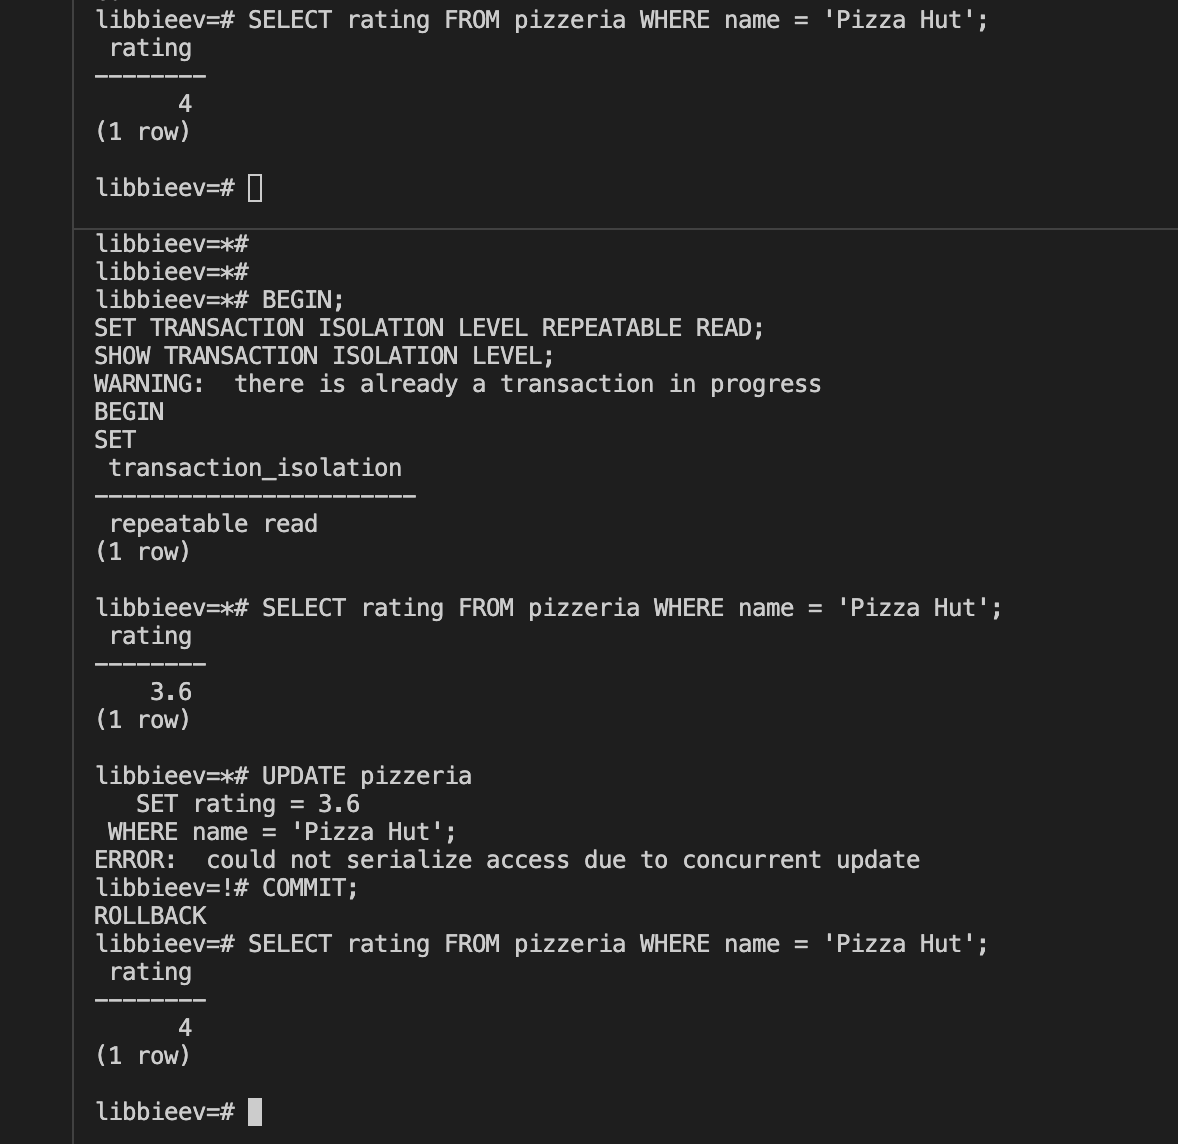 libbieev=# SELECT rating FROM pizzeria WHERE name = 'Pizza Hut';
 rating
--------
      4
(1 row)
libbieev=#
libbieev=*#
libbieev=*#
libbieev=*# BEGIN;
SET TRANSACTION ISOLATION LEVEL REPEATABLE READ;
SHOW TRANSACTION ISOLATION LEVEL;
WARNING:  there is already a transaction in progress
BEGIN
SET
 transaction_isolation
-----------------------
 repeatable read
(1 row)
libbieev=*# SELECT rating FROM pizzeria WHERE name = 'Pizza Hut';
 rating
--------
    3.6
(1 row)
libbieev=*# UPDATE pizzeria
   SET rating = 3.6
 WHERE name = 'Pizza Hut';
ERROR:  could not serialize access due to concurrent update
libbieev=!# COMMIT;
ROLLBACK
libbieev=# SELECT rating FROM pizzeria WHERE name = 'Pizza Hut';
 rating
--------
      4
(1 row)
libbieev=#